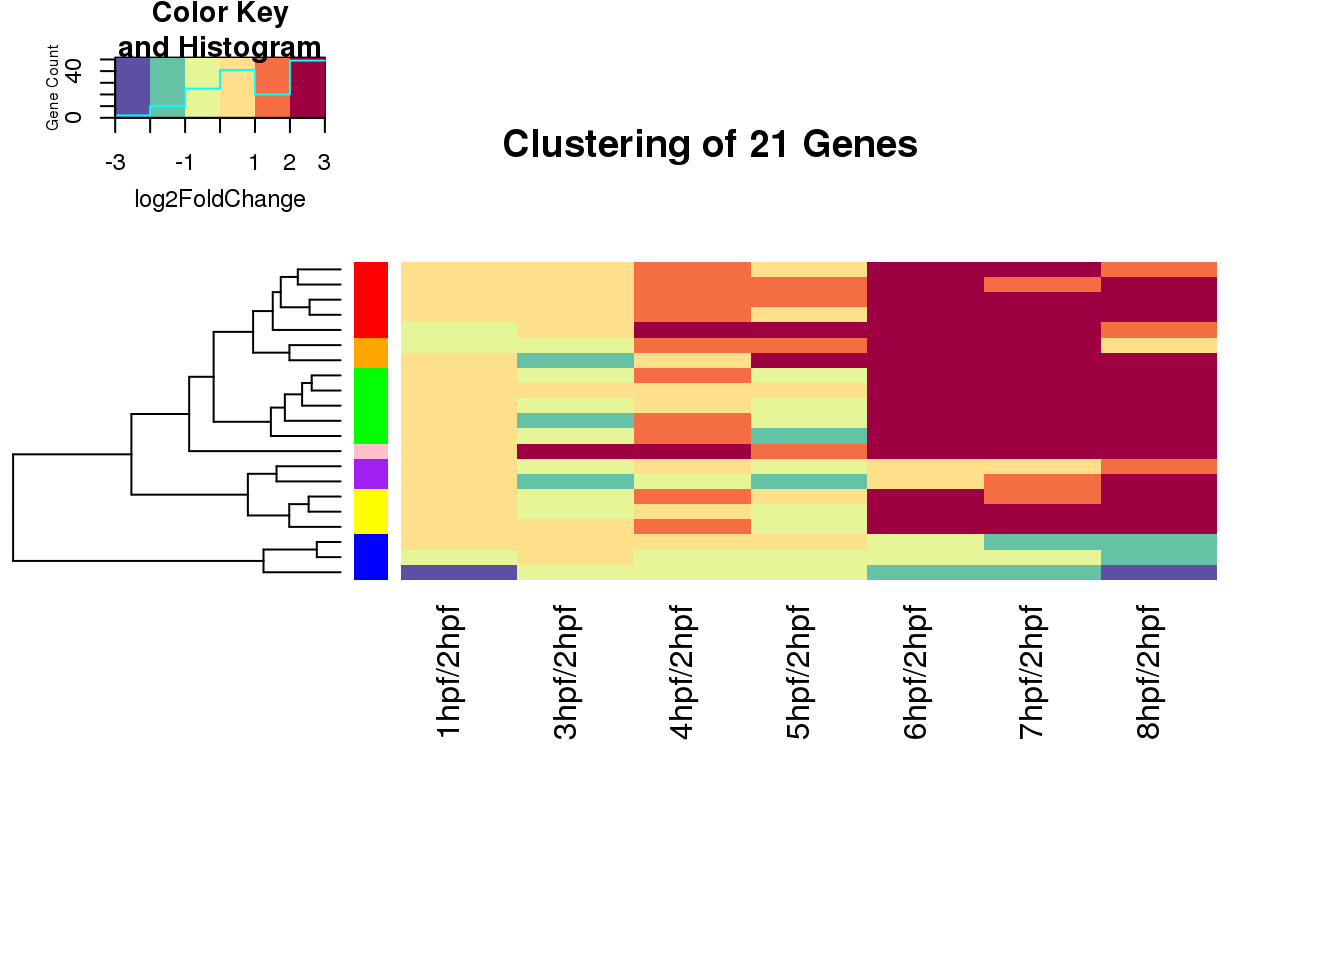 Color Key
and Histogram
Gene Count
0 40
-3 -1 1 2 3
log2FoldChange
Clustering of 21 Genes
1hpf/2hpf
3hpf/2hpf
4hpf/2hpf
5hpf/2hpf
6hpf/2hpf
7hpf/2hpf
8hpf/2hpf